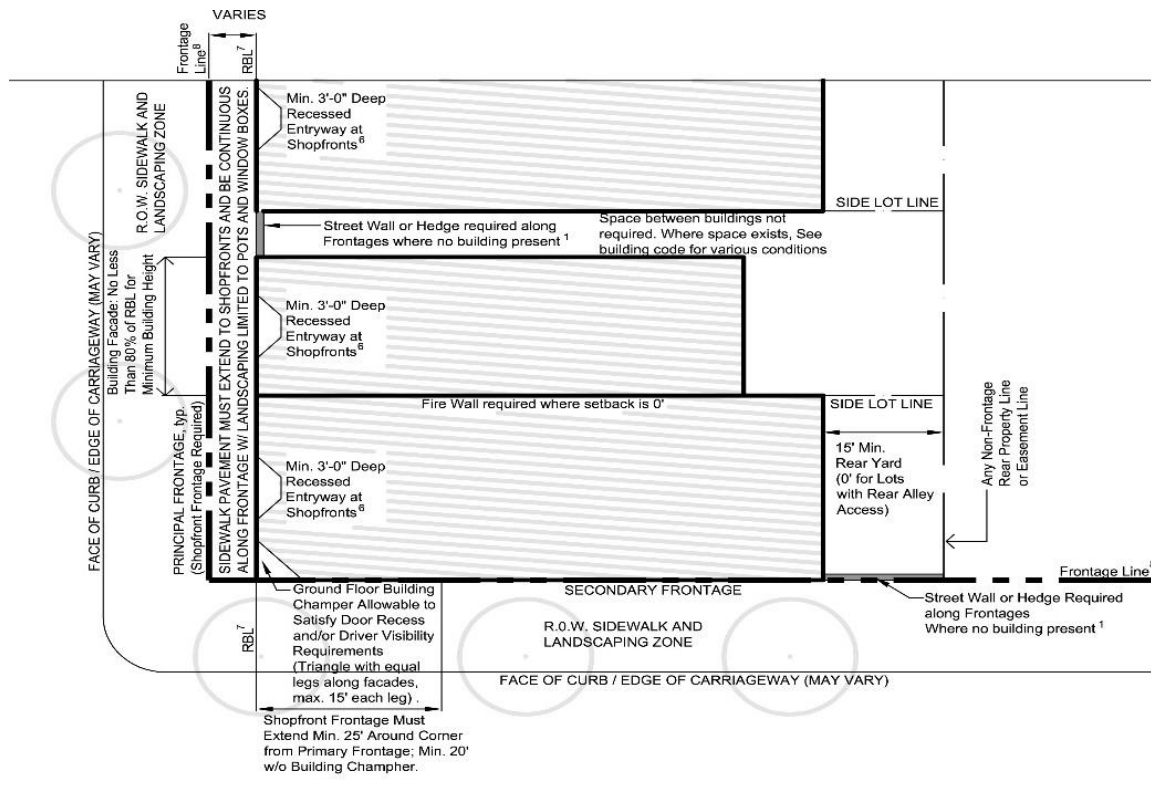 VARIES
Frontage
Line8
RBL7
R.O.W. SIDEWALK AND
LANDSCAPING ZONE
SIDEWALK PAVEMENT MUST EXTEND TO SHOPFRONTS AND BE CONTINUOUS
ALONG FRONTAGE W/ LANDSCAPING LIMITED TO POTS AND WINDOW BOXES.
Min. 3'-0" Deep
Recessed
Entryway at
Shopfronts6
SIDE LOT LINE
Street Wall or Hedge required along
Frontages where no building present 1
Space between buildings not
required. Where space exists, See
building code for various conditions
FACE OF CURB / EDGE OF CARRIAGEWAY (MAY VARY)
Building Facade: No Less
Than 80% of RBL for
Minimum Building Height
Min. 3'-0" Deep
Recessed
Entryway at
Shopfronts6
Fire Wall required where setback is 0'
SIDE LOT LINE
PRINCIPAL FRONTAGE, typ.
(Shopfront Required)
Min. 3'-0" Deep
Recessed
Entryway at
Shopfronts6
15' Min.
Rear Yard
(0' for Lots
with Rear Alley
Access)
Any Non-Frontage
Rear Property Line
or Easement Line
Frontage Line
SECONDARY FRONTAGE
Ground Floor Building
Champer Allowable to
Satisfy Door Recess
and/or Driver Visibility
Requirements
(Triangle with equal
legs along facades,
max. 15' each leg) .
RBL7
R.0.W. SIDEWALK AND
LANDSCAPING ZONE
Street Wall or Hedge Required
along Frontages
Where no building present 1
FACE OF CURB / EDGE OF CARRIAGEWAY (MAY VARY)
Shopfront Frontage Must
Extend Min. 25' Around Corner
from Primary Frontage; Min. 20'
w/o Building Champher.